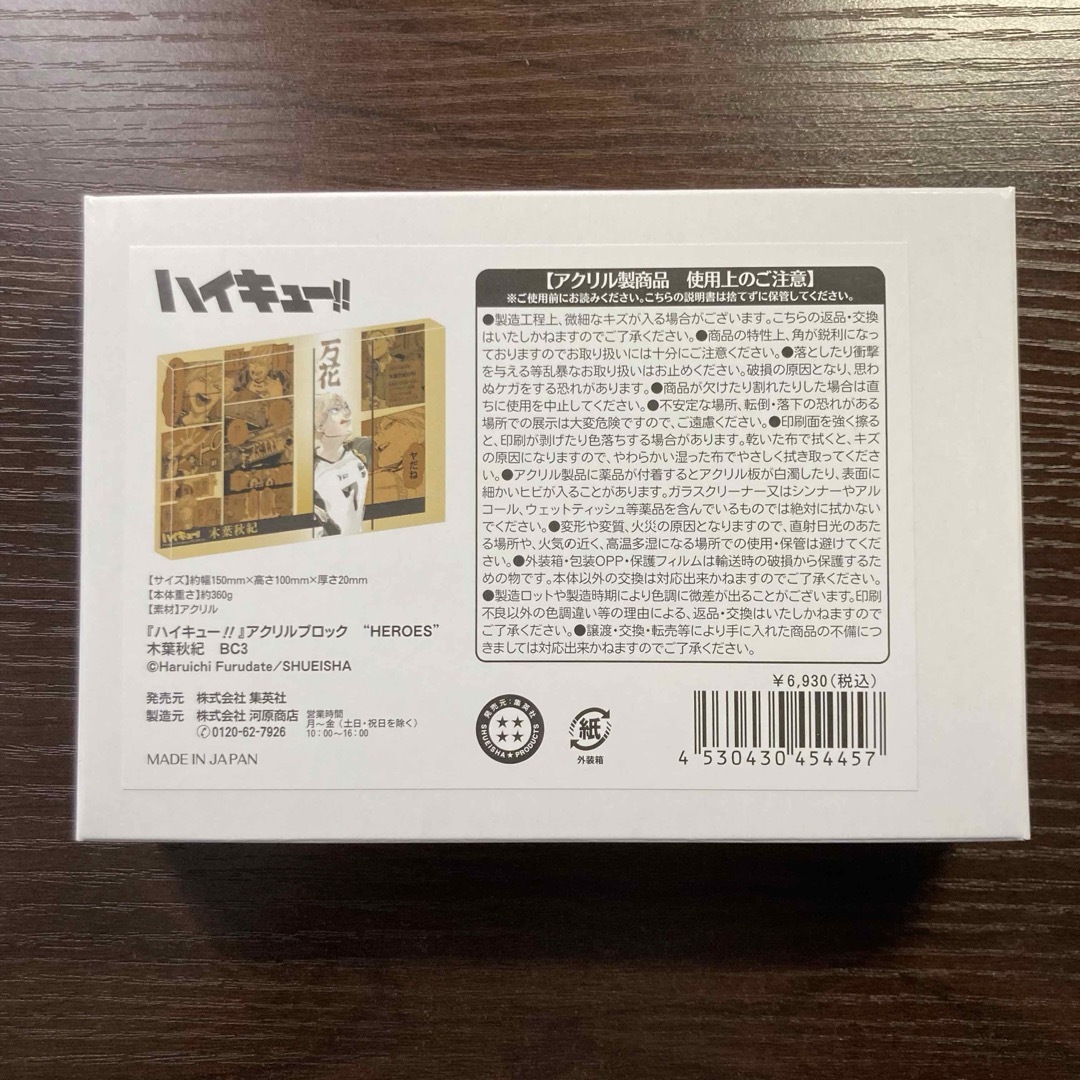 ハイキュー!!
万花
ヤだね
ハイキュー!!
木葉秋紀
【サイズ】約幅150mm×高さ100mm×厚さ20mm
【本体重さ】約360g
【素材】アクリル
『ハイキュー!!』アクリルブロック “HEROES”
木葉秋紀 BC3
©Haruichi Furudate/SHUEISHA
発売元 株式会社 集英社
製造元 株式会社 河原商店
0120-62-7926
営業時間
月〜金（土日・祝日を除く）
10:00〜16:00
MADE IN JAPAN
【アクリル製商品 使用上のご注意】
※ご使用前にお読みください。こちらの説明書は捨てずに保管してください。
●製造工程上、微細なキズが入る場合がございます。こちらの返品・交換
はいたしかねますのでご了承ください。●商品の特性上、角が鋭利になって
おりますのでお取り扱いには十分にご注意ください。●落としたり衝撃
を与える等乱暴なお取り扱いはお止めください。破損の原因となり、思わ
ぬケガをする恐れがあります。●商品が欠けたり割れたりした場合は直
ちに使用を中止してください。●不安定な場所、転倒・落下の恐れがある
場所での展示は大変危険ですので、ご遠慮ください。●印刷面を強く擦る
と、印刷が剥げたり色落ちする場合があります。乾いた布で拭くと、キズ
の原因になりますので、やわらかい湿った布でやさしく拭き取ってくださ
い。●アクリル製品に薬品が付着するとアクリル板が白濁したり、表面に
細かいヒビが入ることがあります。ガラスクリーナー又はシンナーやアル
コール、ウェットティッシュ等薬品を含んでいるものでは絶対に拭かない
でください。●変形や変質、火災の原因となりますので、直射日光のあた
る場所や、火気の近く、高温多湿になる場所での使用・保管は避けてくだ
さい。●外装箱・包装OPP・保護フィルムは輸送時の破損から保護するた
めの物です。本体以外の交換は対応出来かねますのでご了承ください。
●製造ロットや製造時期により色調に微差が出ることがございます。印刷
不良以外の色調違い等の理由による、返品・交換はいたしかねますので
ご了承ください。●譲渡・交換・転売等により手に入れた商品の不備につ
きましては対応出来かねますのでご了承ください。
￥6,930(税込)
発売元:集英社
SHUEISHA★PRODUCTS
紙
外装箱
4 530430 454457